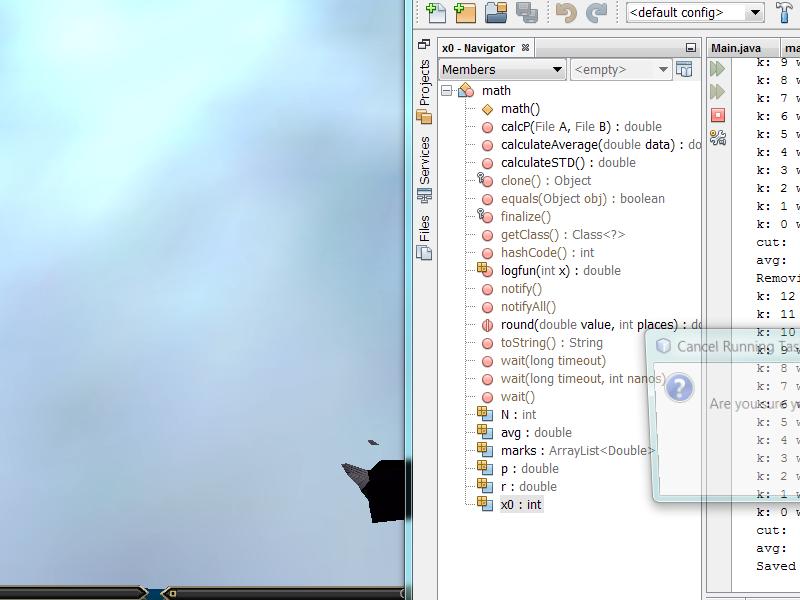 <default config>
x0 - Navigator
Main.java
ma
Members
<empty>
Projects
Services
Files
math
math()
calcP(File A, File B) : double
calculateAverage(double data) : do
calculateSTD() : double
clone() : Object
equals(Object obj) : boolean
finalize()
getClass() : Class<?>
hashCode() : int
logfun(int x) : double
notify()
notifyAll()
round(double value, int places) : do
toString() : String
wait(long timeout)
wait(long timeout, int nanos)
wait()
N : int
avg : double
marks : ArrayList<Double>
p : double
r : double
x0 : int
k: 9 w
k: 8 w
k: 7 w
k: 6 w
k: 5 w
k: 4 w
k: 3 w
k: 2 w
k: 1 w
k: 0 w
cut:
avg:
Removi
k: 12
k: 11
k: 10
k: 9 w
k: 8 w
k: 7 w
k: 6 w
k: 5 w
k: 4 w
k: 3 w
k: 2 w
k: 1 w
k: 0 w
cut:
avg:
Saved
Cancel Running Tas
Are you sure y